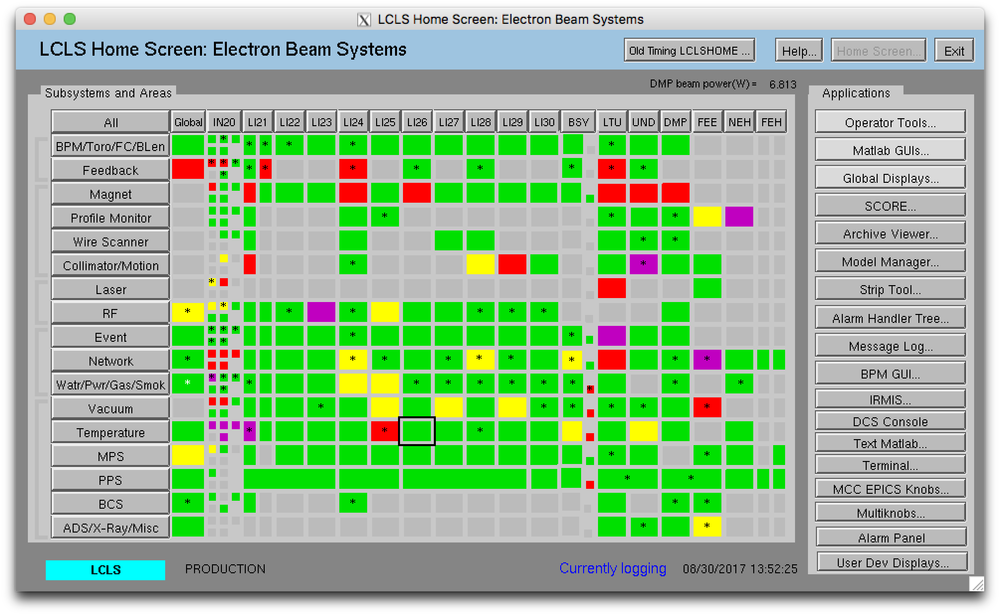 LCLS Home Screen: Electron Beam Systems
LCLS Home Screen: Electron Beam Systems
Old Timing LCLSHOME ...
Help...
Home Screen...
Exit
DMP beam power(W) = 6.813
Subsystems and Areas
Applications
All Global IN20 LI21 LI22 LI23 LI24 LI25 LI26 LI27 LI28 LI29 LI30 BSY LTU UND DMP FEE NEH FEH
BPM/Toro/FC/BLen
Feedback
Magnet
Profile Monitor
Wire Scanner
Collimator/Motion
Laser
RF
Event
Network
Watr/Pwr/Gas/Smok
Vacuum
Temperature
MPS
PPS
BCS
ADS/X-Ray/Misc
Operator Tools...
Matlab GUIs...
Global Displays...
SCORE...
Archive Viewer...
Model Manager...
Strip Tool...
Alarm Handler Tree...
Message Log...
BPM GUI...
IRMIS...
DCS Console
Text Matlab...
Terminal...
MCC EPICS Knobs...
Multiknobs...
Alarm Panel
User Dev Displays...
LCLS
PRODUCTION
Currently logging
08/30/2017 13:52:25